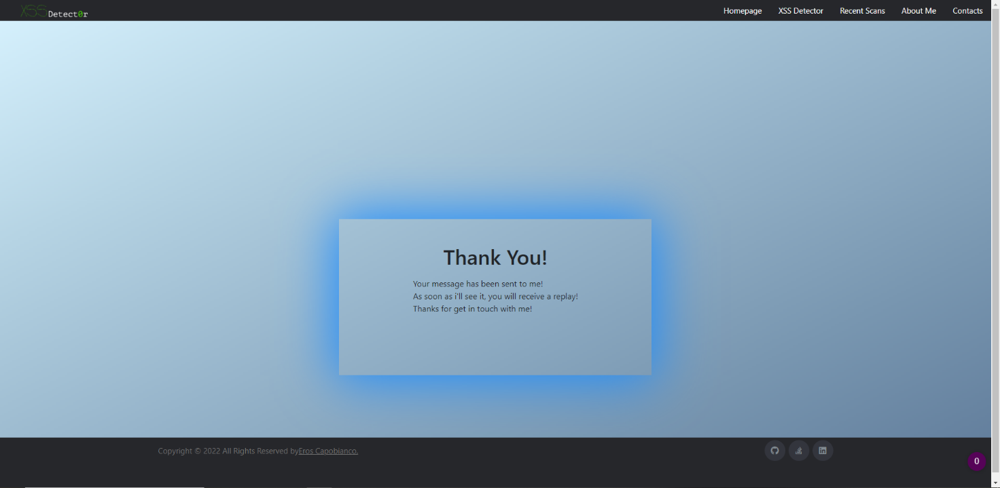 XSSDetect0r
Homepage XSS Detector Recent Scans About Me Contacts
Thank You!
Your message has been sent to me!
As soon as i'll see it, you will receive a replay!
Thanks for get in touch with me!
Copyright © 2022 All Rights Reserved byEros Capobianco.
0